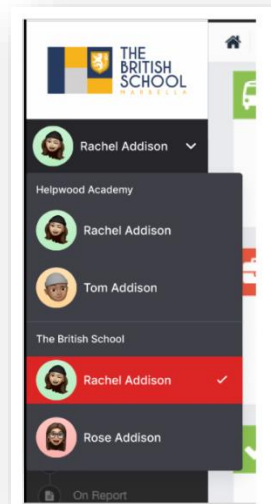 THE
BRITISH
SCHOOL
MARBELLA
Rachel Addison
Helpwood Academy
Rachel Addison
Tom Addison
The British School
Rachel Addison
Rose Addison
On Report